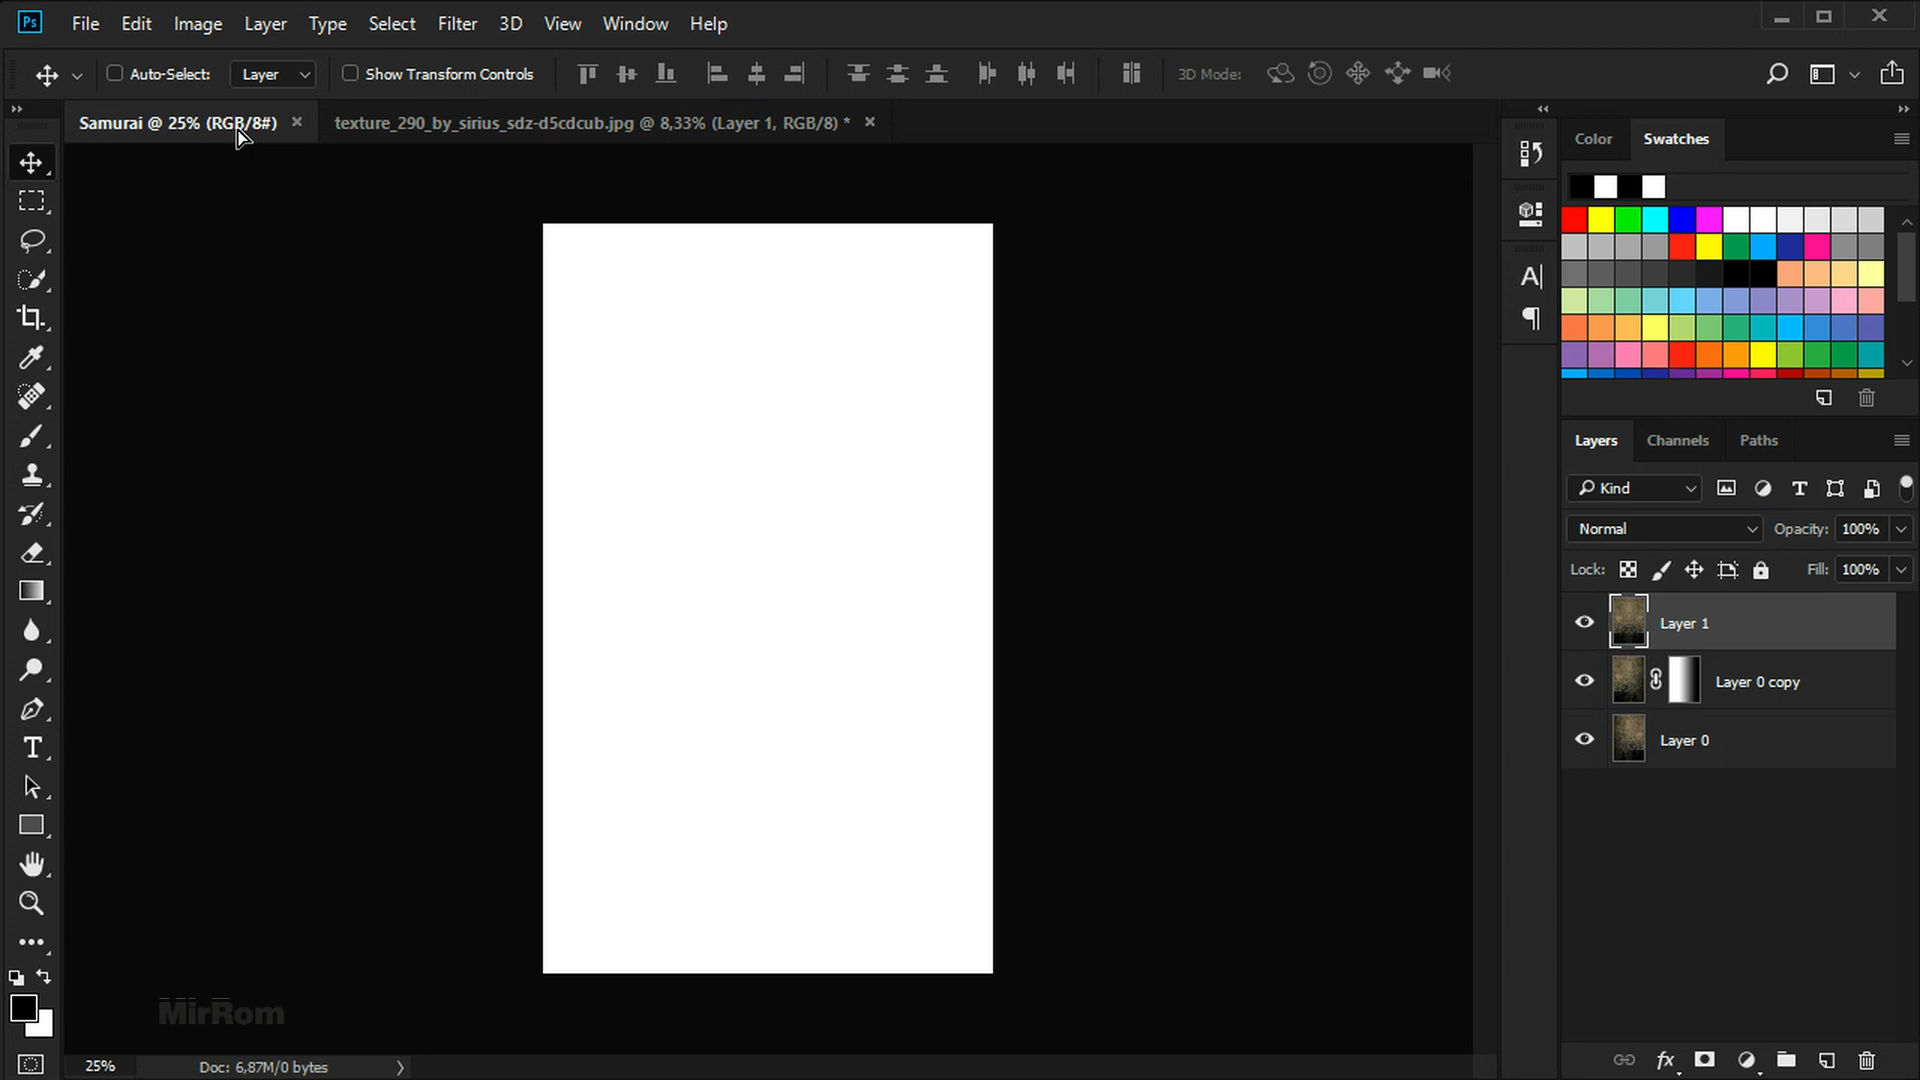 Ps File Edit Image Layer Type Select Filter 3D View Window Help
Auto-Select: Layer Show Transform Controls 3D Mode:
Samurai @ 25% (RGB/8#) × texture_290_by_sirius_sdz-d5cdcub.jpg @ 8,33% (Layer 1, RGB/8) * ×
Color Swatches
Layers Channels Paths
Kind
Normal Opacity: 100%
Lock: Fill: 100%
Layer 1
Layer 0 copy
Layer 0
MirRom
25% Doc: 6,87M/0 bytes
fx